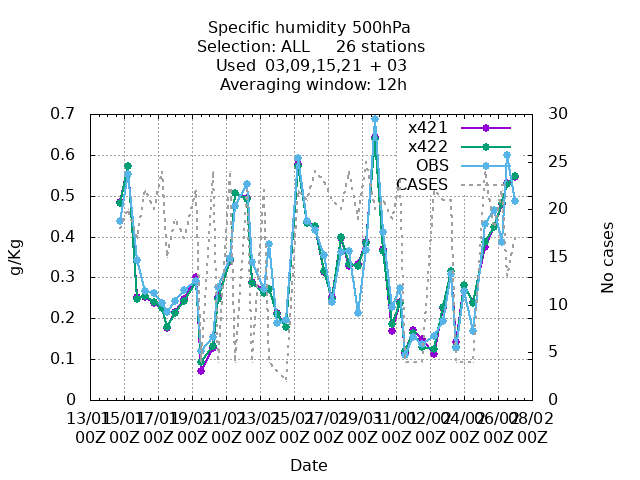 Specific humidity 500hPa
Selection: ALL 26 stations
Used 03,09,15,21 + 03
Averaging window: 12h
0.7
0.6
0.5
0.4
0.3
0.2
0.1
0
g/Kg
30
25
20
15
10
5
0
No cases
x421
x422
OBS
CASES
13/01 15/01 17/01 19/01 21/01 23/01 25/01 27/01 29/01 31/01 02/02 24/02 26/02 28/02
00Z 00Z 00Z 00Z 00Z 00Z 00Z 00Z 00Z 00Z 00Z 00Z 00Z 00Z
Date